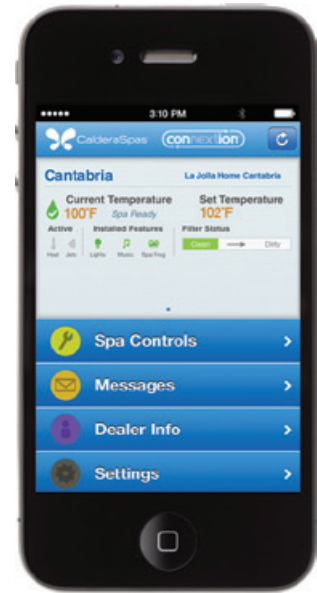 3:10 PM
CalderaSpas connextion
Cantabria La Jolla Home Cantabria
Current Temperature Set Temperature
100°F Spa Ready 102°F
Active Installed Features Filter Status
Heat Jets Lights Music Spa Frog Clean Dirty
Spa Controls
Messages
Dealer Info
Settings